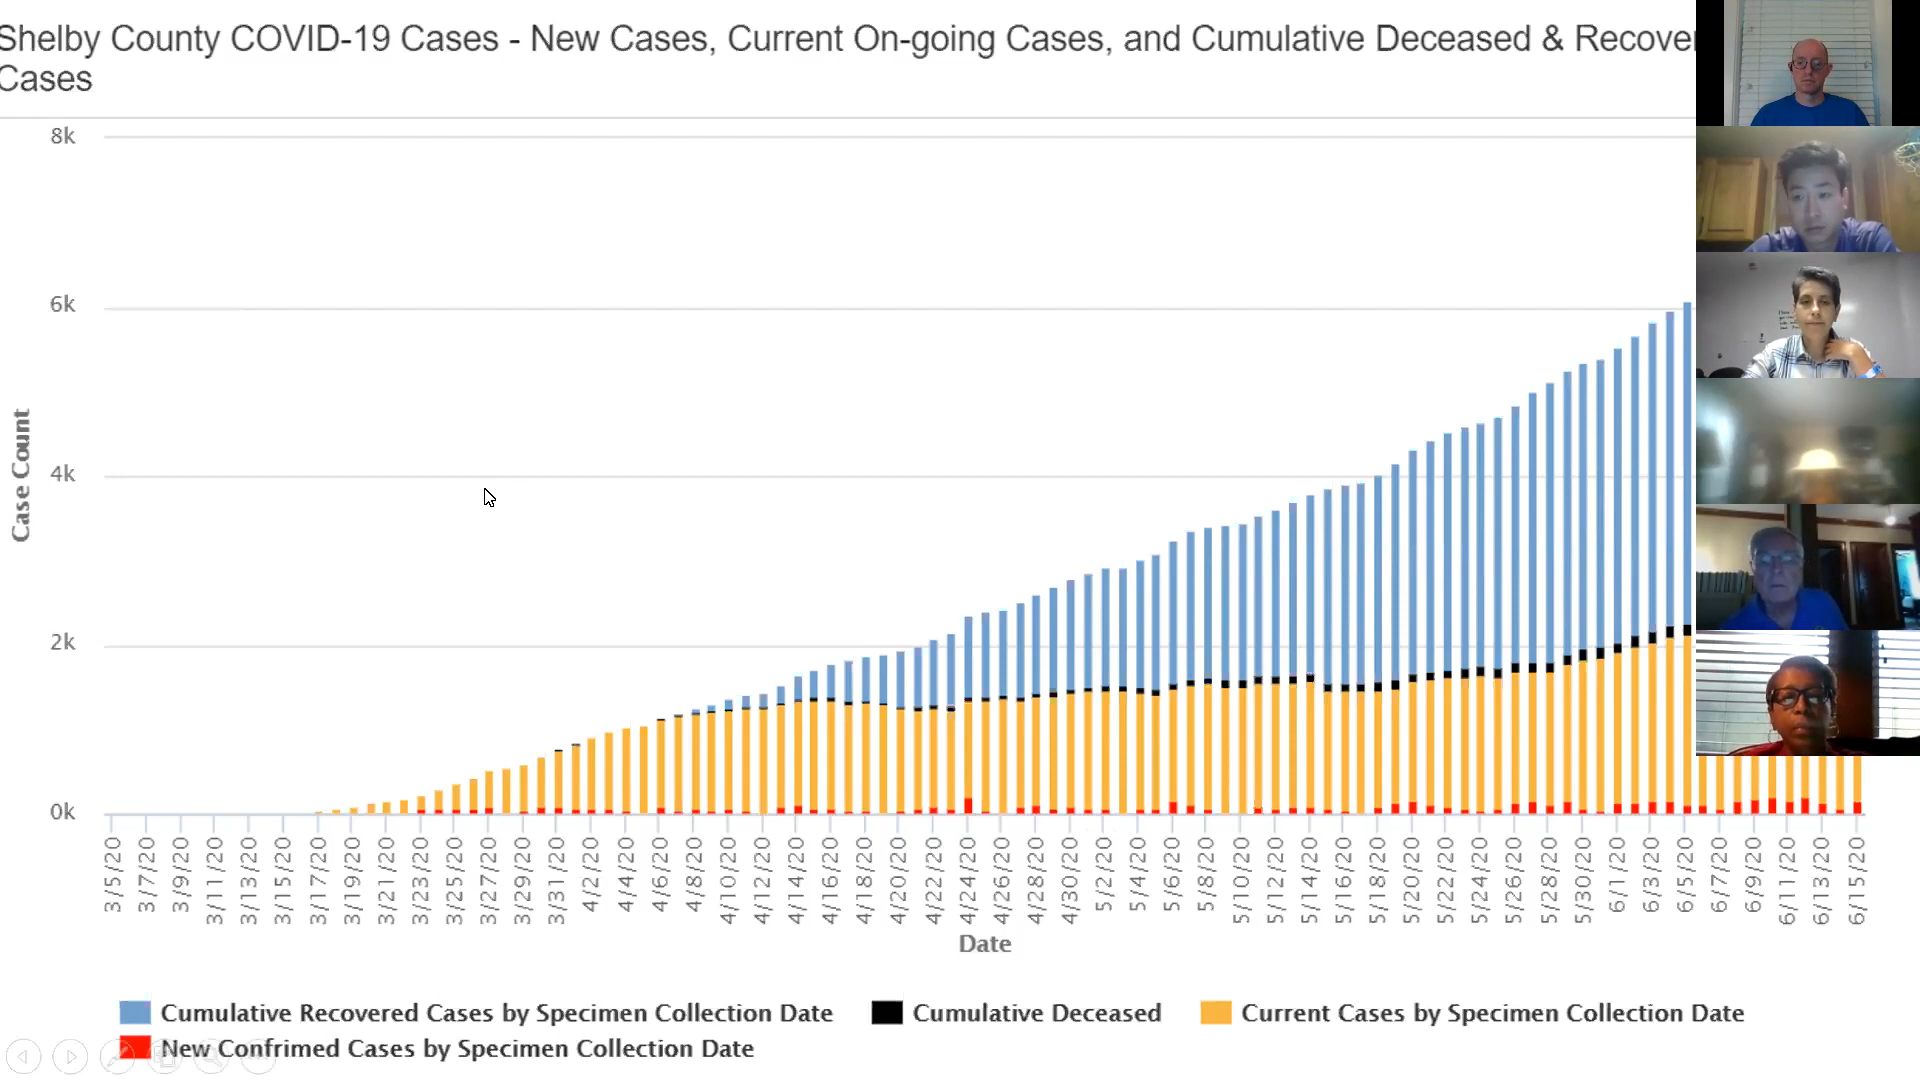 Shelby County COVID-19 Cases - New Cases, Current On-going Cases, and Cumulative Deceased & Recover
Cases
8k
6k
4k
2k
0k
Case Count
3/5/20 3/7/20 3/9/20 3/11/20 3/13/20 3/15/20 3/17/20 3/19/20 3/21/20 3/23/20 3/25/20 3/27/20 3/29/20 3/31/20 4/2/20 4/4/20 4/6/20 4/8/20 4/10/20 4/12/20 4/14/20 4/16/20 4/18/20 4/20/20 4/22/20 4/24/20 4/26/20 4/28/20 4/30/20 5/2/20 5/4/20 5/6/20 5/8/20 5/10/20 5/12/20 5/14/20 5/16/20 5/18/20 5/20/20 5/22/20 5/24/20 5/26/20 5/28/20 5/30/20 6/1/20 6/3/20 6/5/20 6/7/20 6/9/20 6/11/20 6/13/20 6/15/20
Date
Cumulative Recovered Cases by Specimen Collection Date Cumulative Deceased Current Cases by Specimen Collection Date
New Confrimed Cases by Specimen Collection Date